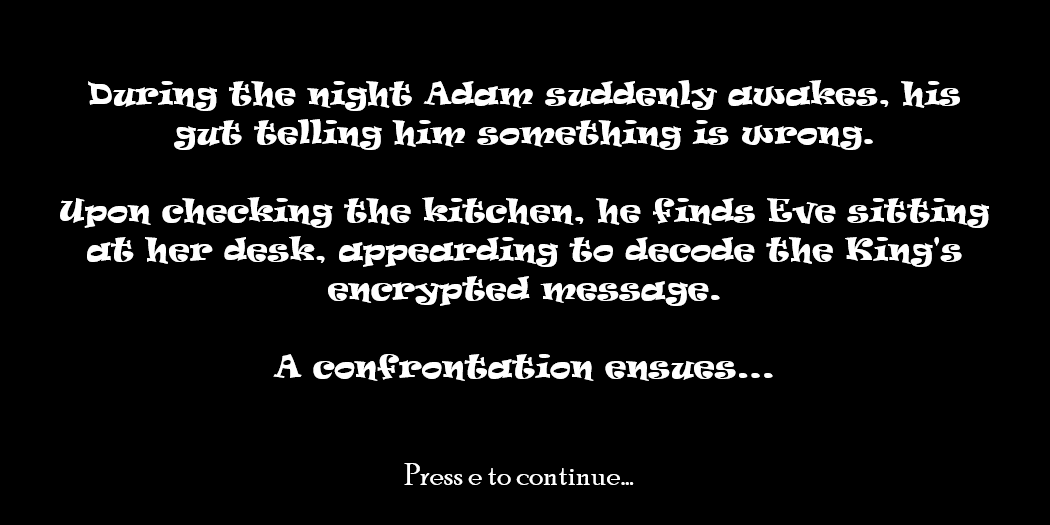 During the night Adam suddenly awakes, his
gut telling him something is wrong.
Upon checking the kitchen, he finds Eve sitting
at her desk, appearding to decode the King's
encrypted message.
A confrontation ensues...
Press e to continue...